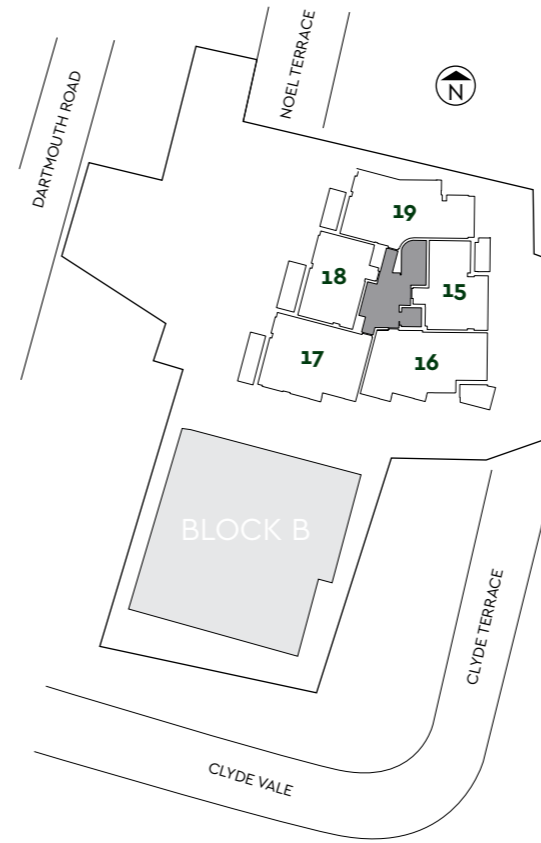 NOEL TERRACE
DARTMOUTH ROAD
N
19
18
15
17
16
BLOCK B
CLYDE TERRACE
CLYDE VALE